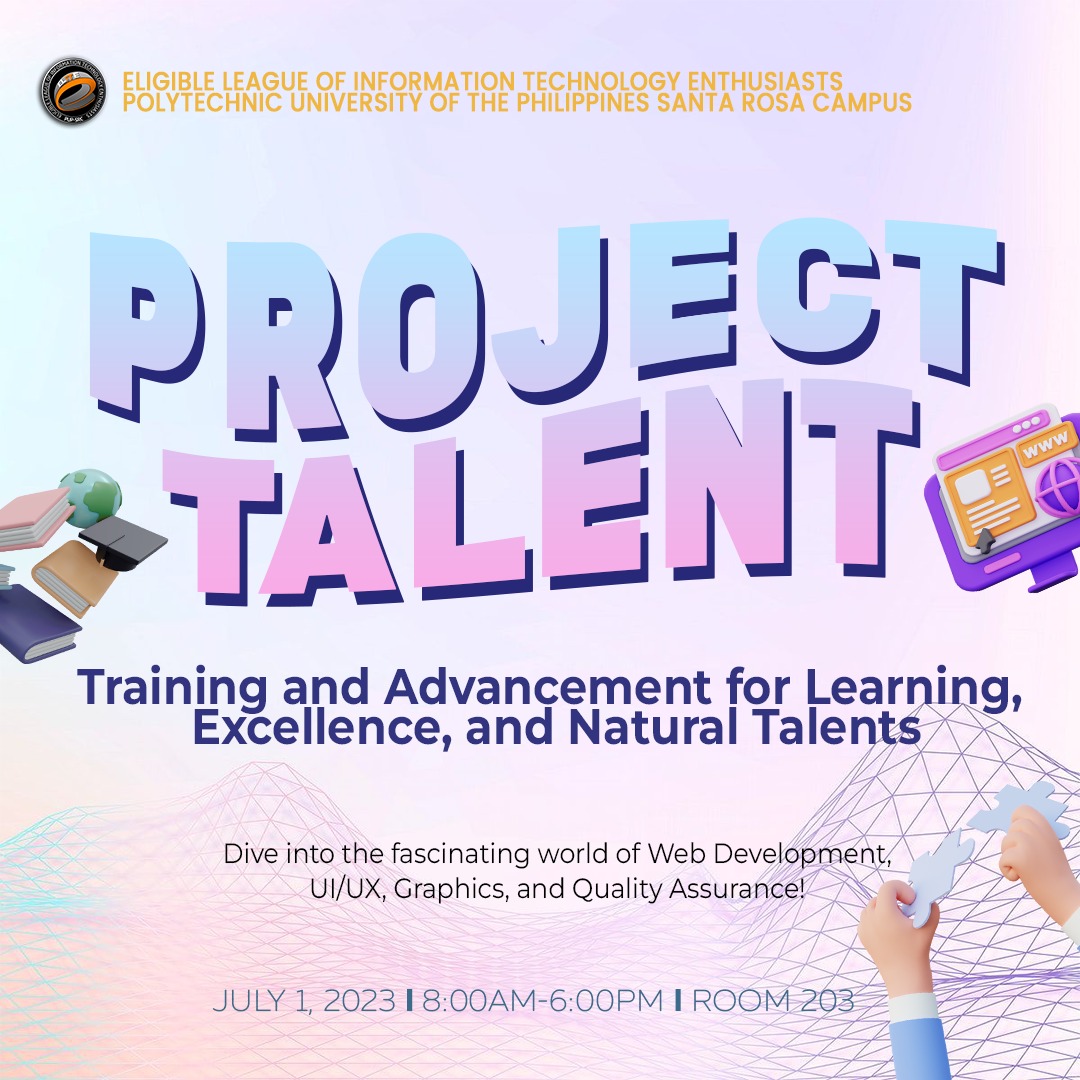 ELIGIBLE LEAGUE OF INFORMATION TECHNOLOGY ENTHUSIASTS
POLYTECHNIC UNIVERSITY OF THE PHILIPPINES SANTA ROSA CAMPUS
PROJECT
TALENT
WWW
Training and Advancement for Learning,
Excellence, and Natural Talents
Dive into the fascinating world of Web Development,
UI/UX, Graphics, and Quality Assurance!
JULY 1, 2023 | 8:00AM-6:00PM | ROOM 203